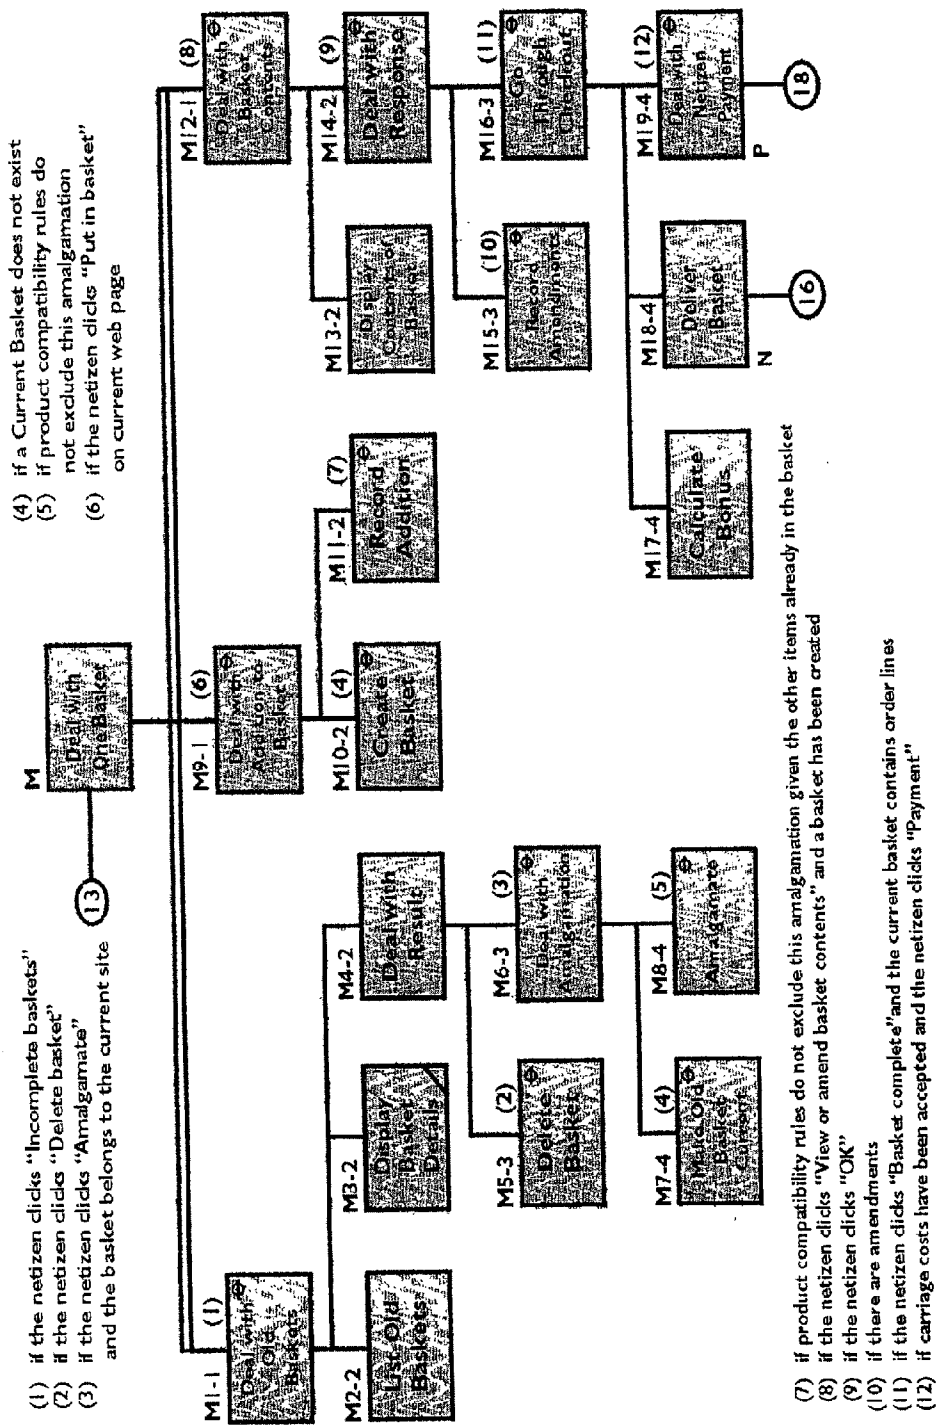 (1) if the netizen clicks “Incomplete baskets”
(2) if the netizen clicks “Delete basket”
(3) if the netizen clicks “Amalgamate”
and the basket belongs to the current site
(4) if a Current Basket does not exist
(5) if product compatibility rules do
not exclude this amalgamation
(6) if the netizen clicks “Put in basket”
on current web page
M
Deal With
One Basket
13
M1-1
(1)
Deal with
Old
Baskets
M9-1
(6)
Deal with
Addition to
Basket
M12-1
(8)
Deal with
Basket
Contents
M2-2
List Old
Baskets
M3-2
Display
Basket
Details
M4-2
Deal With
Result
M10-2
(4)
Create
Basket
M11-2
(7)
Record
Addition
M13-2
Display
Contents of
Basket
M14-2
(9)
Deal with
Response
M5-3
(2)
Delete
Basket
M6-3
(3)
Deal with
Amalgamation
M15-3
(10)
Record
Amendments
M16-3
(11)
Go
Through
Checkout
M7-4
(4)
Make Old
Basket
Current
M8-4
(5)
Amalgamate
M17-4
Calculate
Bonus
M18-4
Deliver
Basket
N
16
M19-4
(12)
Deal with
Netizen
Payment
P
18
(7) if product compatibility rules do not exclude this amalgamation given the other items already in the basket
(8) if the netizen clicks “View or amend basket contents” and a basket has been created
(9) if the netizen clicks “OK”
(10) if there are amendments
(11) if the netizen clicks “Basket complete”and the current basket contains order lines
(12) if carriage costs have been accepted and the netizen clicks “Payment”